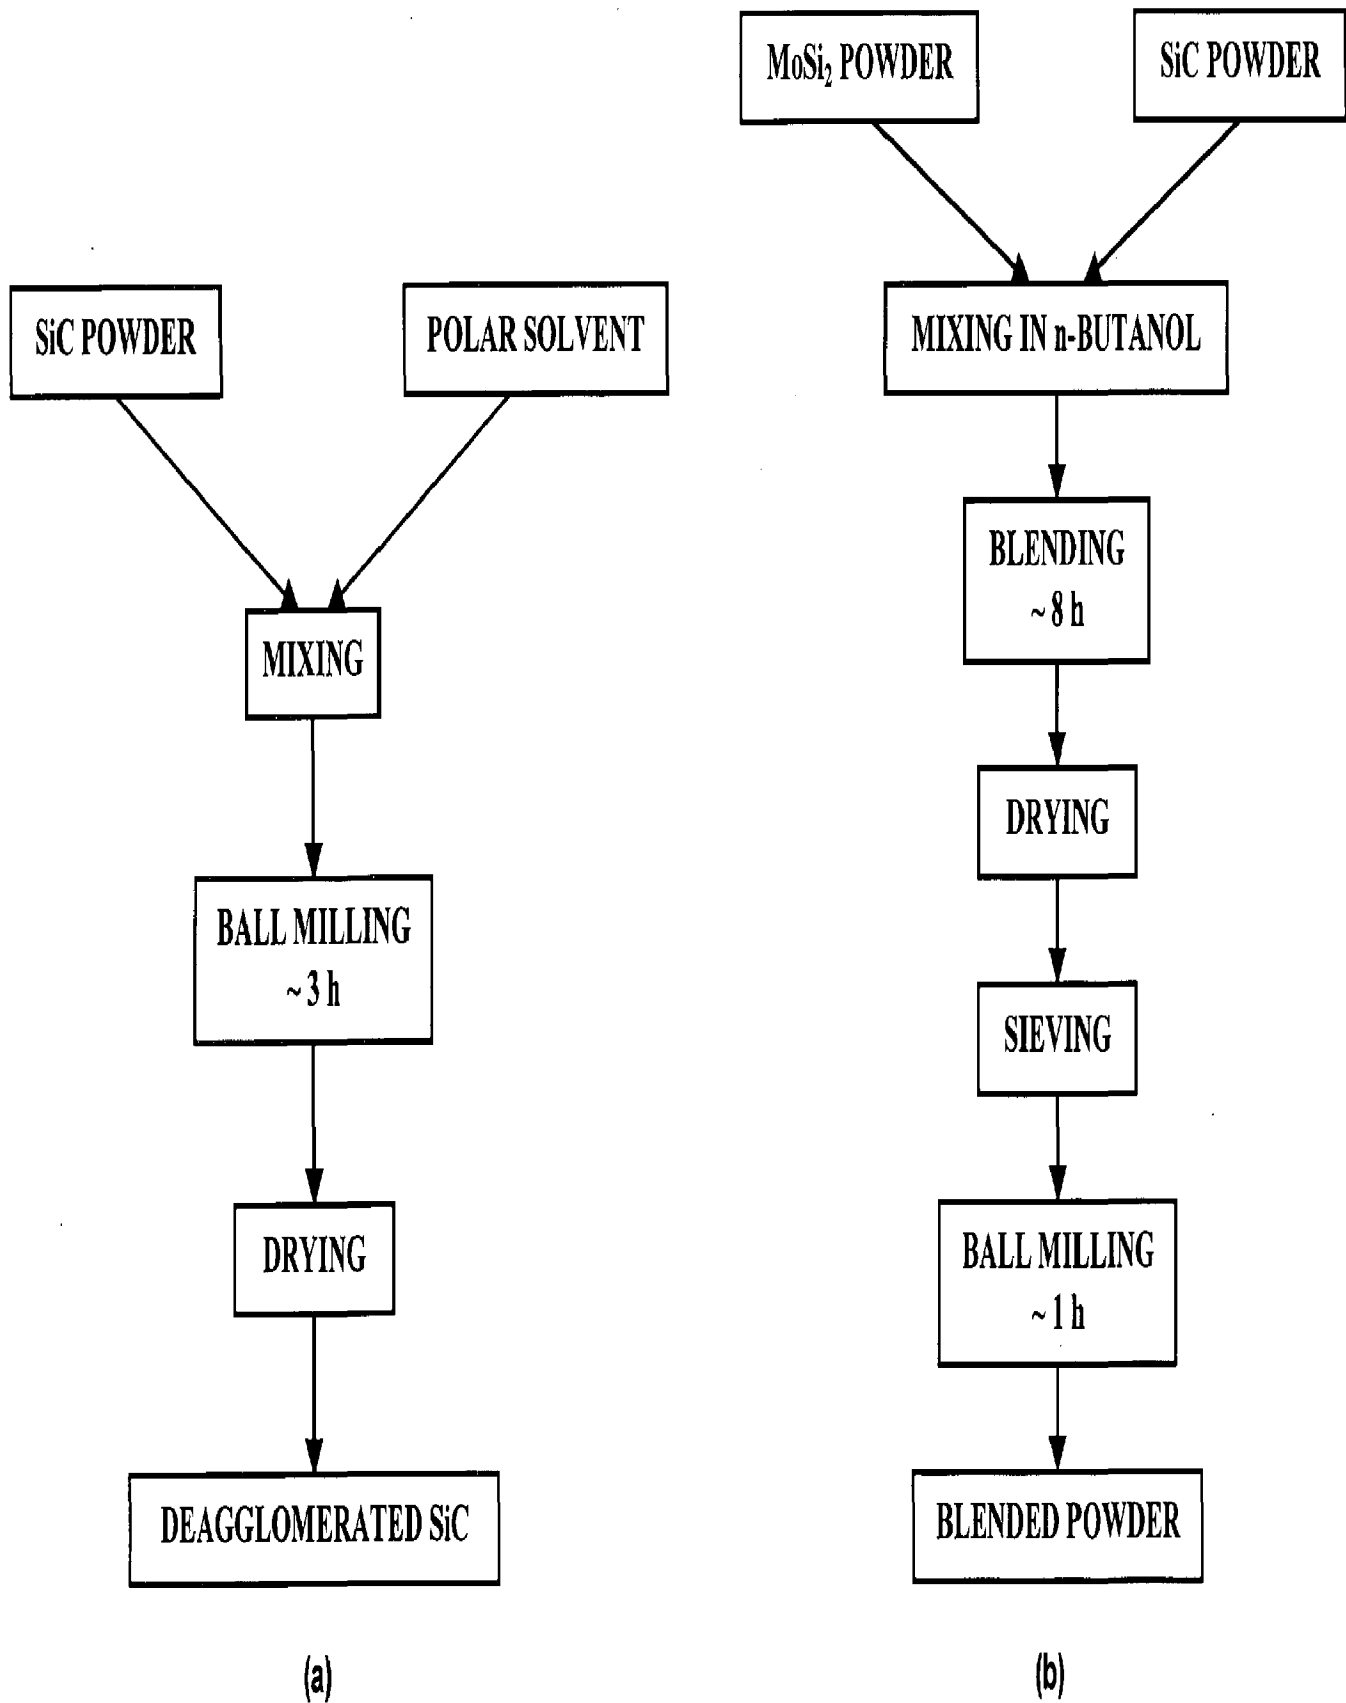 SiC POWDER
POLAR SOLVENT
MIXING
BALL MILLING
~ 3 h
DRYING
DEAGGLOMERATED SiC
(a)
MoSi₂ POWDER
SiC POWDER
MIXING IN n-BUTANOL
BLENDING
~ 8 h
DRYING
SIEVING
BALL MILLING
~ 1 h
BLENDED POWDER
(b)